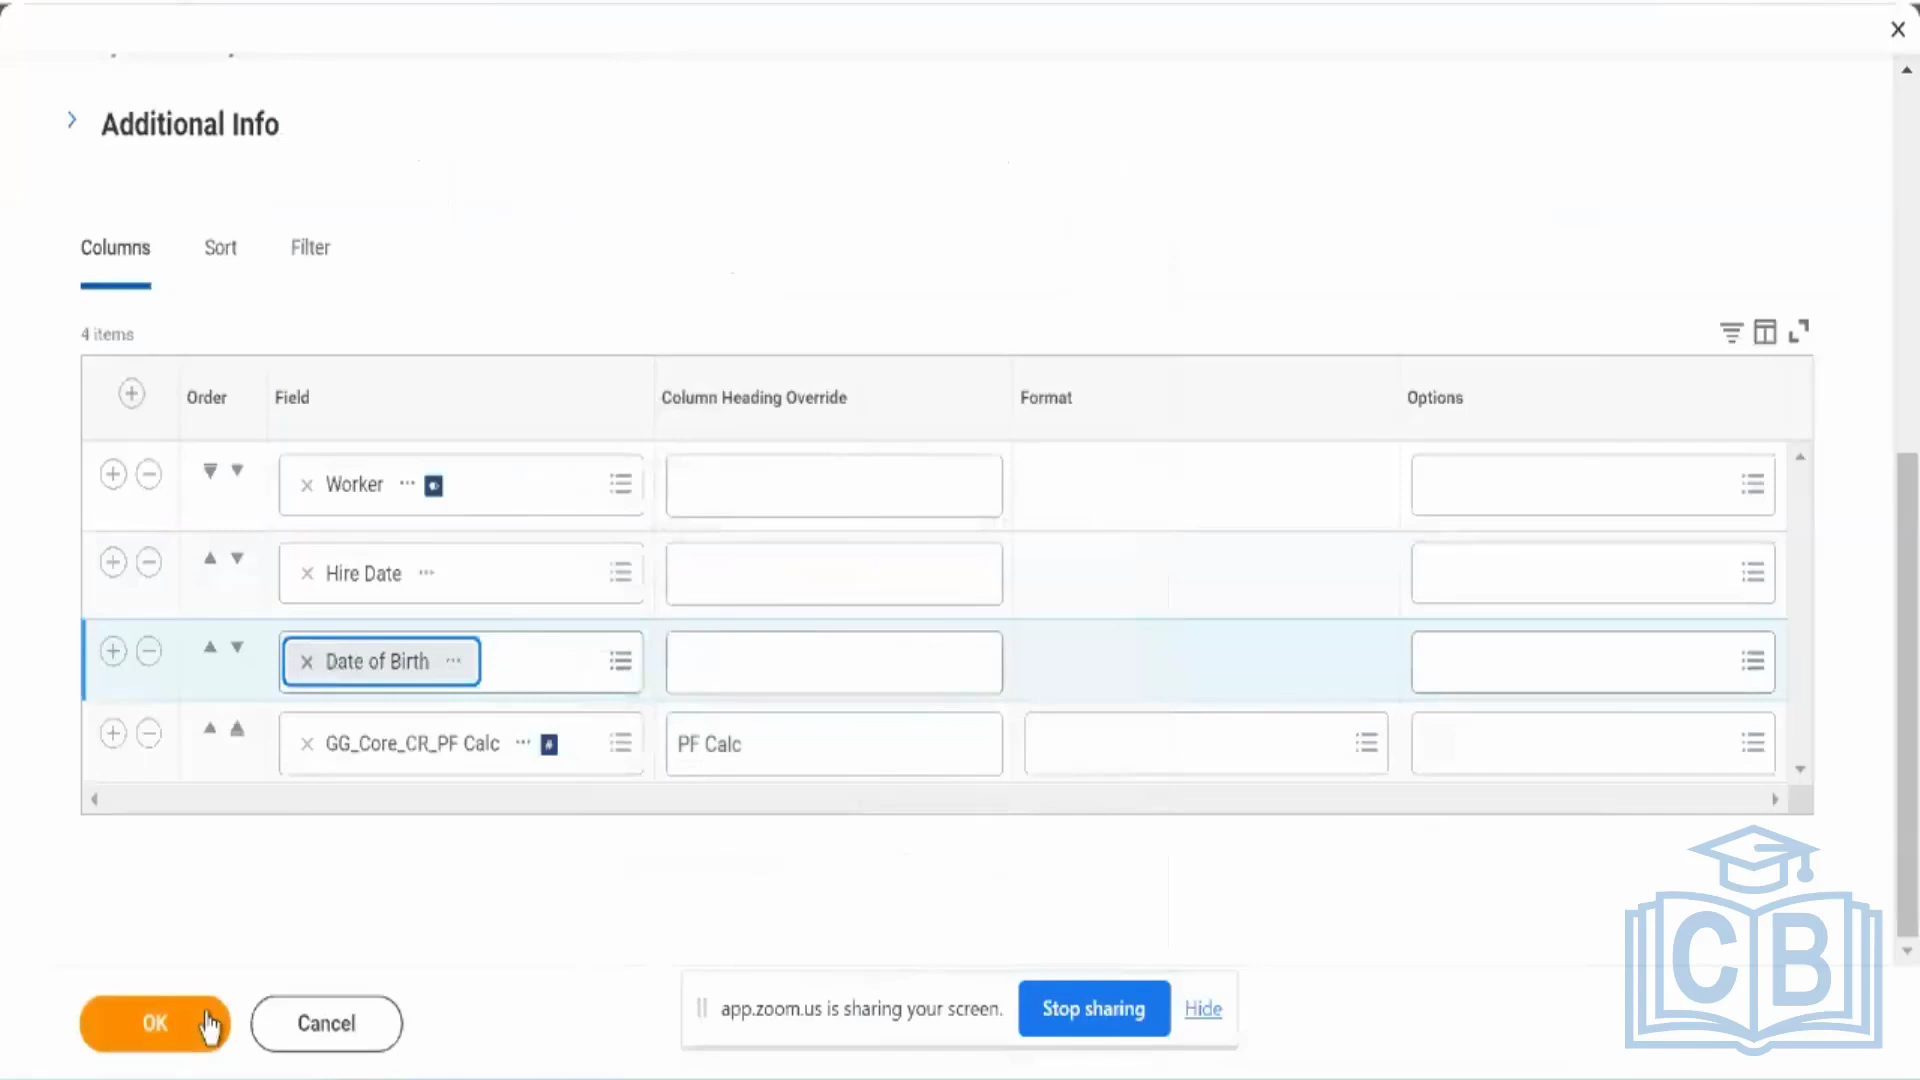 Additional Info
Columns Sort Filter
4 items
Order Field Column Heading Override Format Options
Worker
Hire Date
Date of Birth
GG_Core_CR_PF Calc PF Calc
OK Cancel
app.zoom.us is sharing your screen. Stop sharing Hide
CB